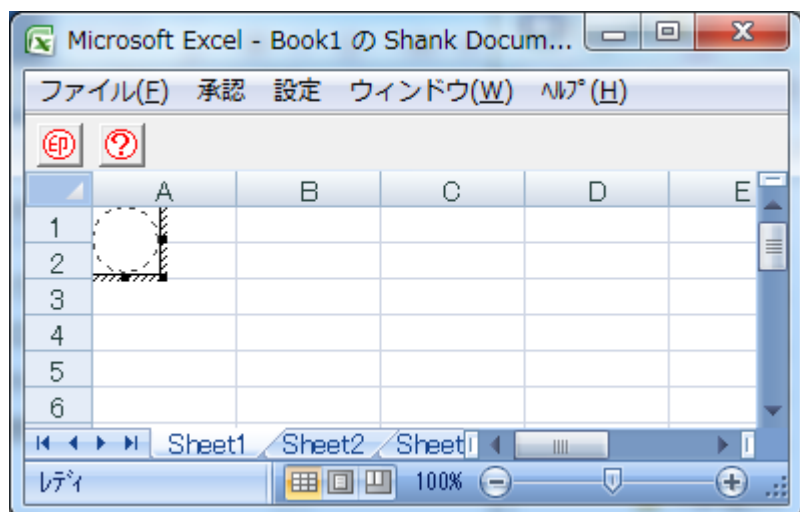 Microsoft Excel - Book1 の Shank Docum...
ファイル(F) 承認 設定 ウィンドウ(W) ﾍﾙﾌﾟ(H)
印 ?
A B C D E
1
2
3
4
5
6
Sheet1 Sheet2 Sheet
ﾚﾃﾞｨ 100%